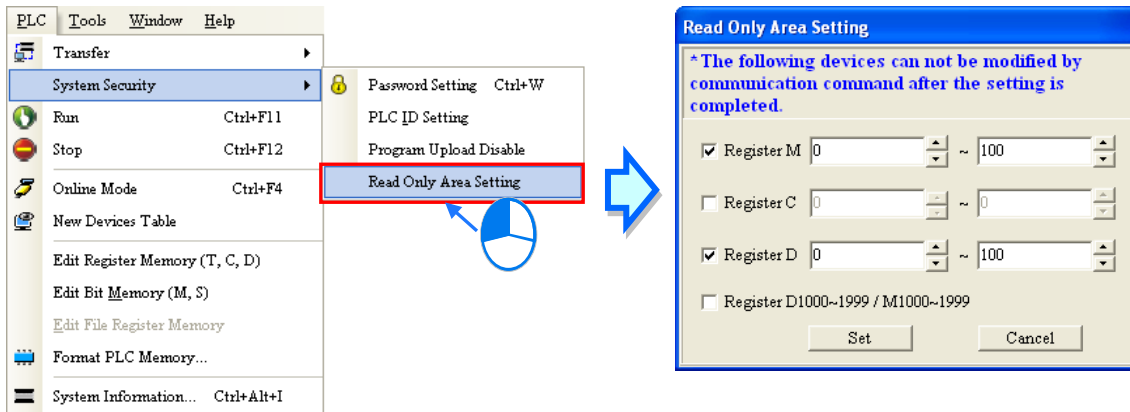 PLC Tools Window Help
Transfer
System Security
Run Ctrl+F11
Stop Ctrl+F12
Online Mode Ctrl+F4
New Devices Table
Edit Register Memory (T, C, D)
Edit Bit Memory (M, S)
Edit File Register Memory
Format PLC Memory...
System Information... Ctrl+Alt+I
Password Setting Ctrl+W
PLC ID Setting
Program Upload Disable
Read Only Area Setting
Read Only Area Setting
*The following devices can not be modified by
communication command after the setting is
completed.
Register M 0 ~ 100
Register C 0 ~ 0
Register D 0 ~ 100
Register D1000~1999 / M1000~1999
Set Cancel